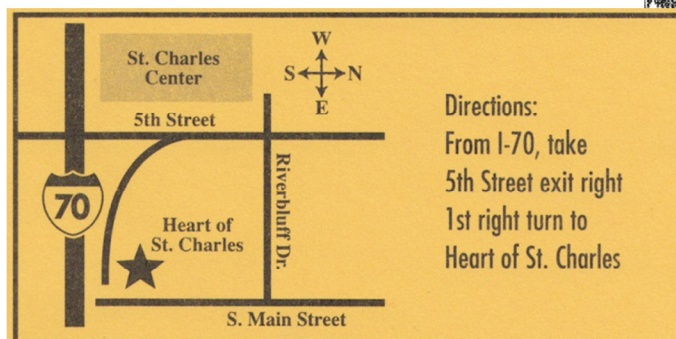 St. Charles
Center
W
S
N
E
5th Street
70
Riverbluff Dr.
Heart of
St. Charles
S. Main Street
Directions:
From I-70, take
5th Street exit right
1st right turn to
Heart of St. Charles